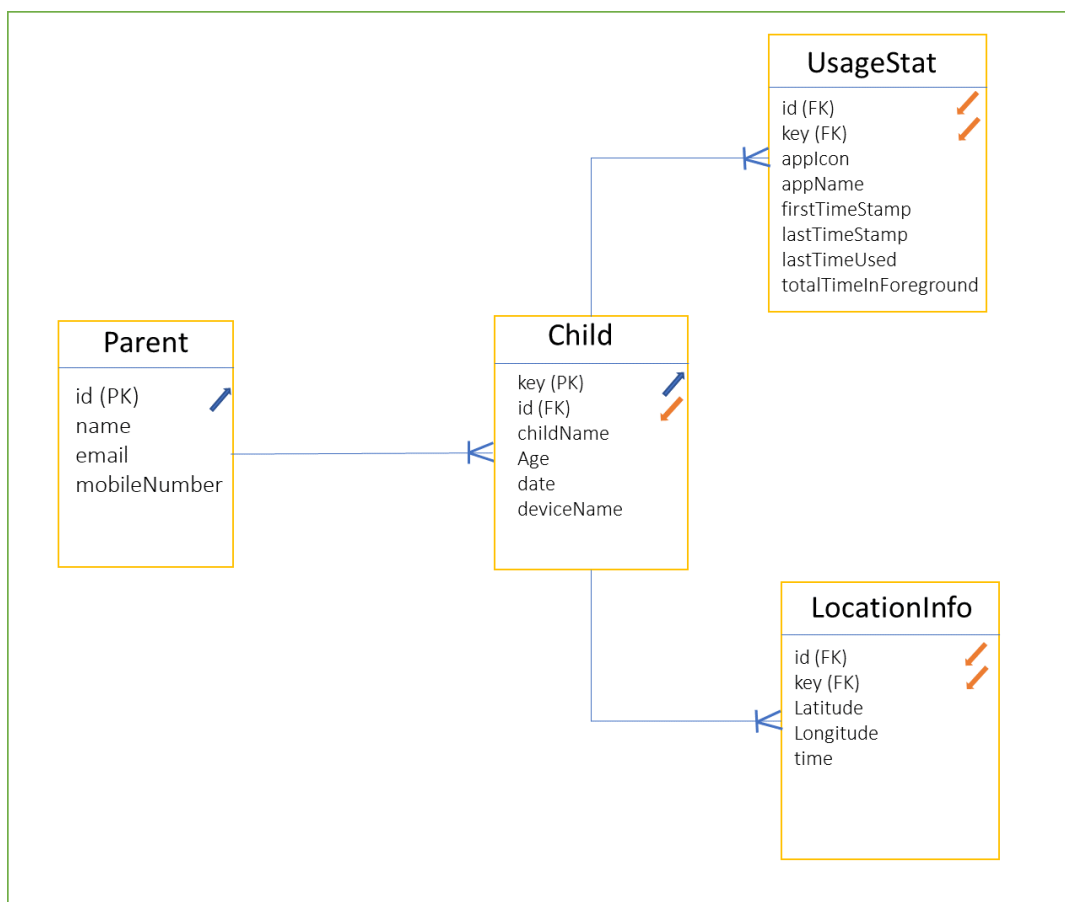 UsageStat
id (FK)
key (FK)
appIcon
appName
firstTimeStamp
lastTimeStamp
lastTimeUsed
totalTimeInForeground
Parent
id (PK)
name
email
mobileNumber
Child
key (PK)
id (FK)
childName
Age
date
deviceName
LocationInfo
id (FK)
key (FK)
Latitude
Longitude
time